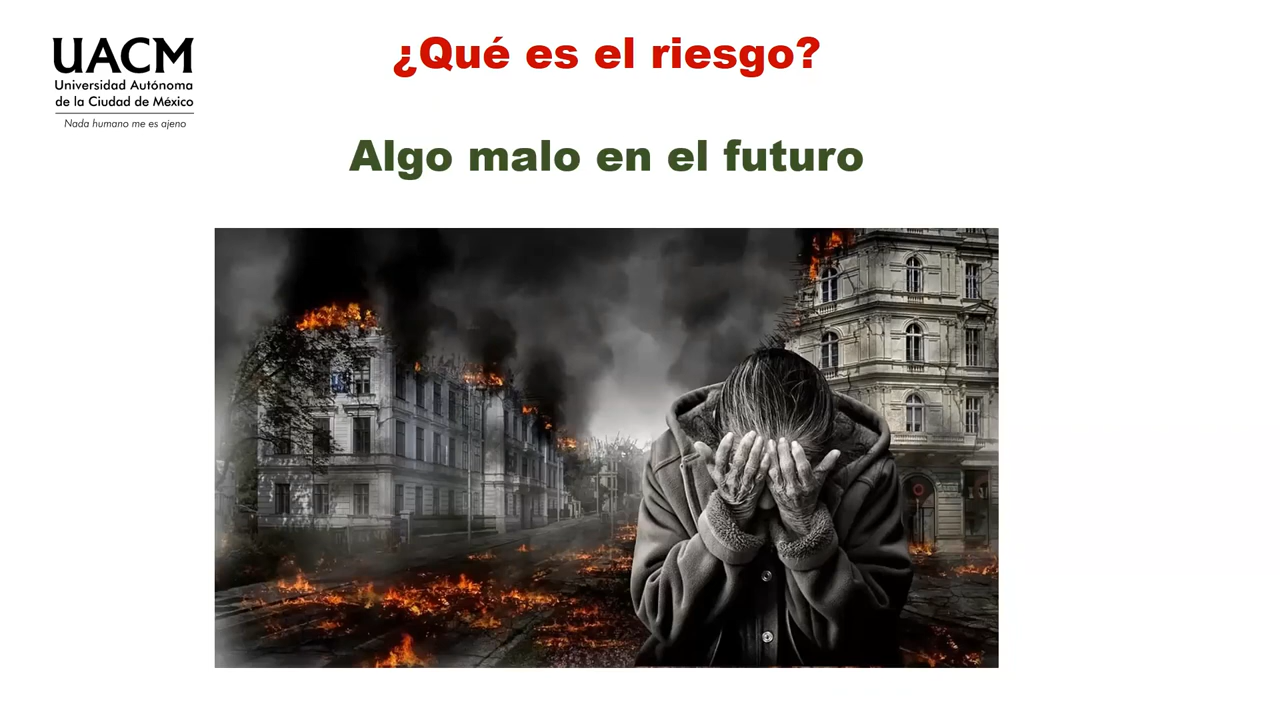 UACM
Universidad Autónoma
de la Ciudad de México
Nada humano me es ajeno
¿Qué es el riesgo?
Algo malo en el futuro